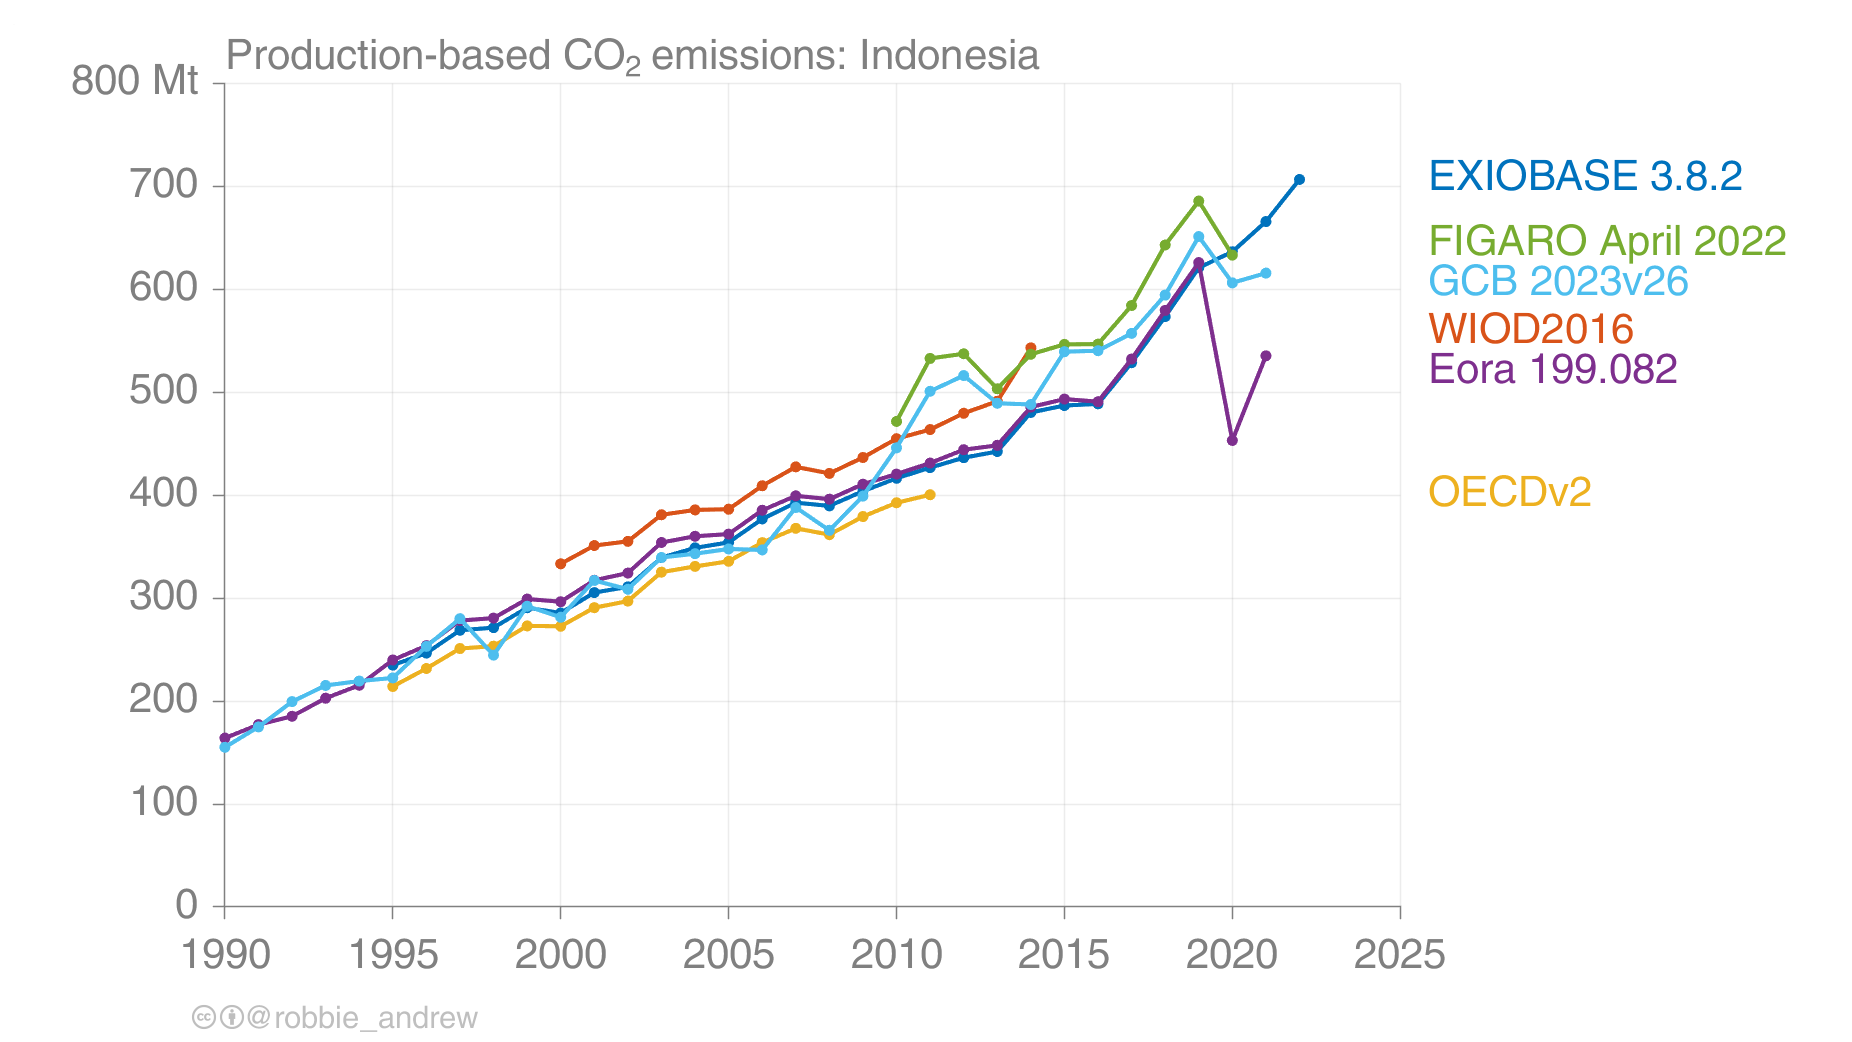 Production-based CO₂ emissions: Indonesia
800 Mt
700
600
500
400
300
200
100
0
1990 1995 2000 2005 2010 2015 2020 2025
EXIOBASE 3.8.2
FIGARO April 2022
GCB 2023v26
WIOD2016
Eora 199.082
OECDv2
@robbie_andrew